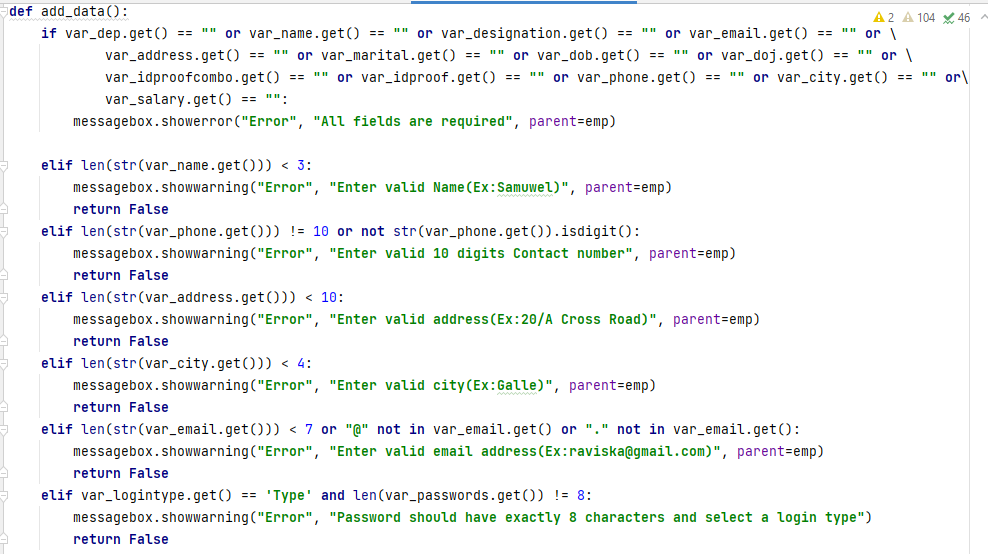 def add_data():
2 104 46
    if var_dep.get() == "" or var_name.get() == "" or var_designation.get() == "" or var_email.get() == "" or \
            var_address.get() == "" or var_marital.get() == "" or var_dob.get() == "" or var_doj.get() == "" or \
            var_idproofcombo.get() == "" or var_idproof.get() == "" or var_phone.get() == "" or var_city.get() == "" or\
            var_salary.get() == "":
        messagebox.showerror("Error", "All fields are required", parent=emp)
    elif len(str(var_name.get())) < 3:
        messagebox.showwarning("Error", "Enter valid Name(Ex:Samuwel)", parent=emp)
        return False
    elif len(str(var_phone.get())) != 10 or not str(var_phone.get()).isdigit():
        messagebox.showwarning("Error", "Enter valid 10 digits Contact number", parent=emp)
        return False
    elif len(str(var_address.get())) < 10:
        messagebox.showwarning("Error", "Enter valid address(Ex:20/A Cross Road)", parent=emp)
        return False
    elif len(str(var_city.get())) < 4:
        messagebox.showwarning("Error", "Enter valid city(Ex:Galle)", parent=emp)
        return False
    elif len(str(var_email.get())) < 7 or "@" not in var_email.get() or "." not in var_email.get():
        messagebox.showwarning("Error", "Enter valid email address(Ex:raviska@gmail.com)", parent=emp)
        return False
    elif var_logintype.get() == 'Type' and len(var_passwords.get()) != 8:
        messagebox.showwarning("Error", "Password should have exactly 8 characters and select a login type")
        return False